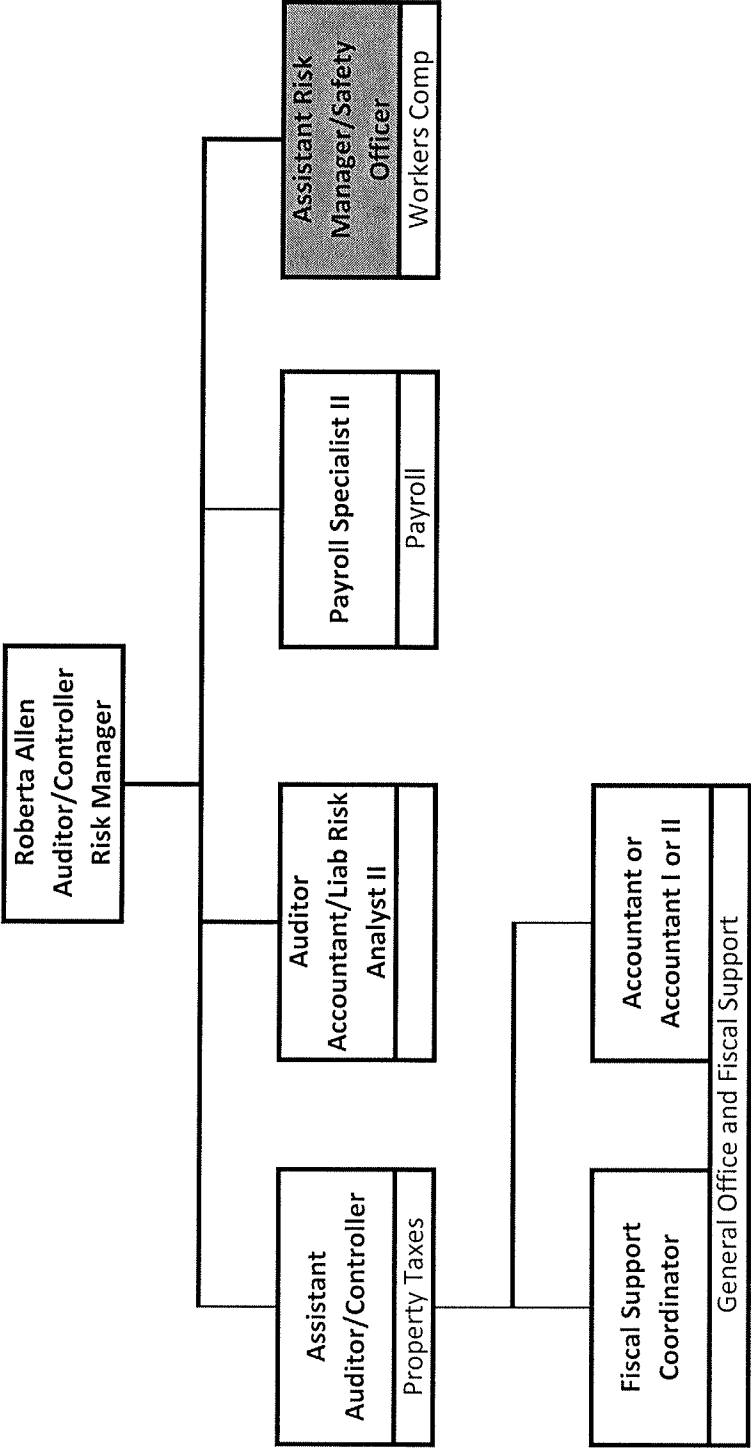 Roberta Allen
Auditor/Controller
Risk Manager
Assistant
Auditor/Controller
Property Taxes
Auditor
Accountant/Liab Risk
Analyst II
Payroll Specialist II
Payroll
Assistant Risk
Manager/Safety
Officer
Workers Comp
Fiscal Support
Coordinator
Accountant or
Accountant I or II
General Office and Fiscal Support